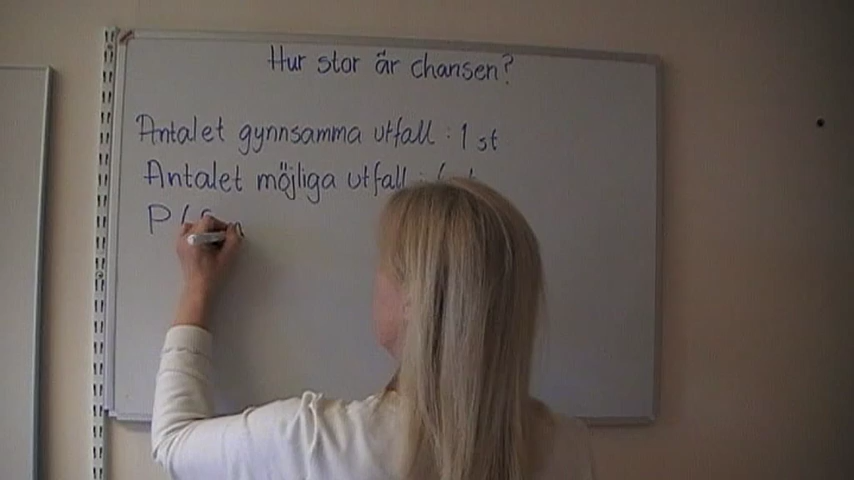 Hur stor är chansen?
Antalet gynnsamma utfall : 1 st
Antalet möjliga utfall :
P(